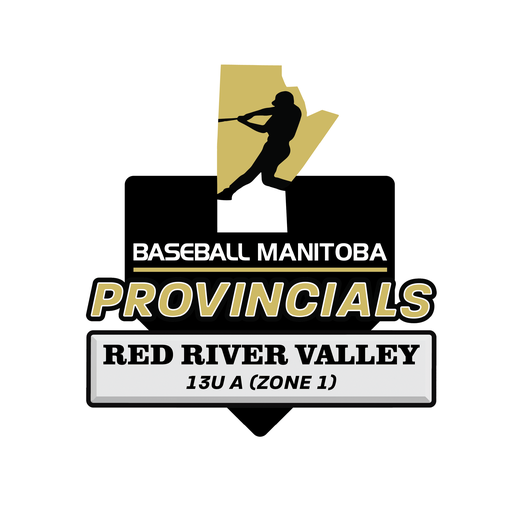 BASEBALL MANITOBA
PROVINCIALS
RED RIVER VALLEY
13U A (ZONE 1)